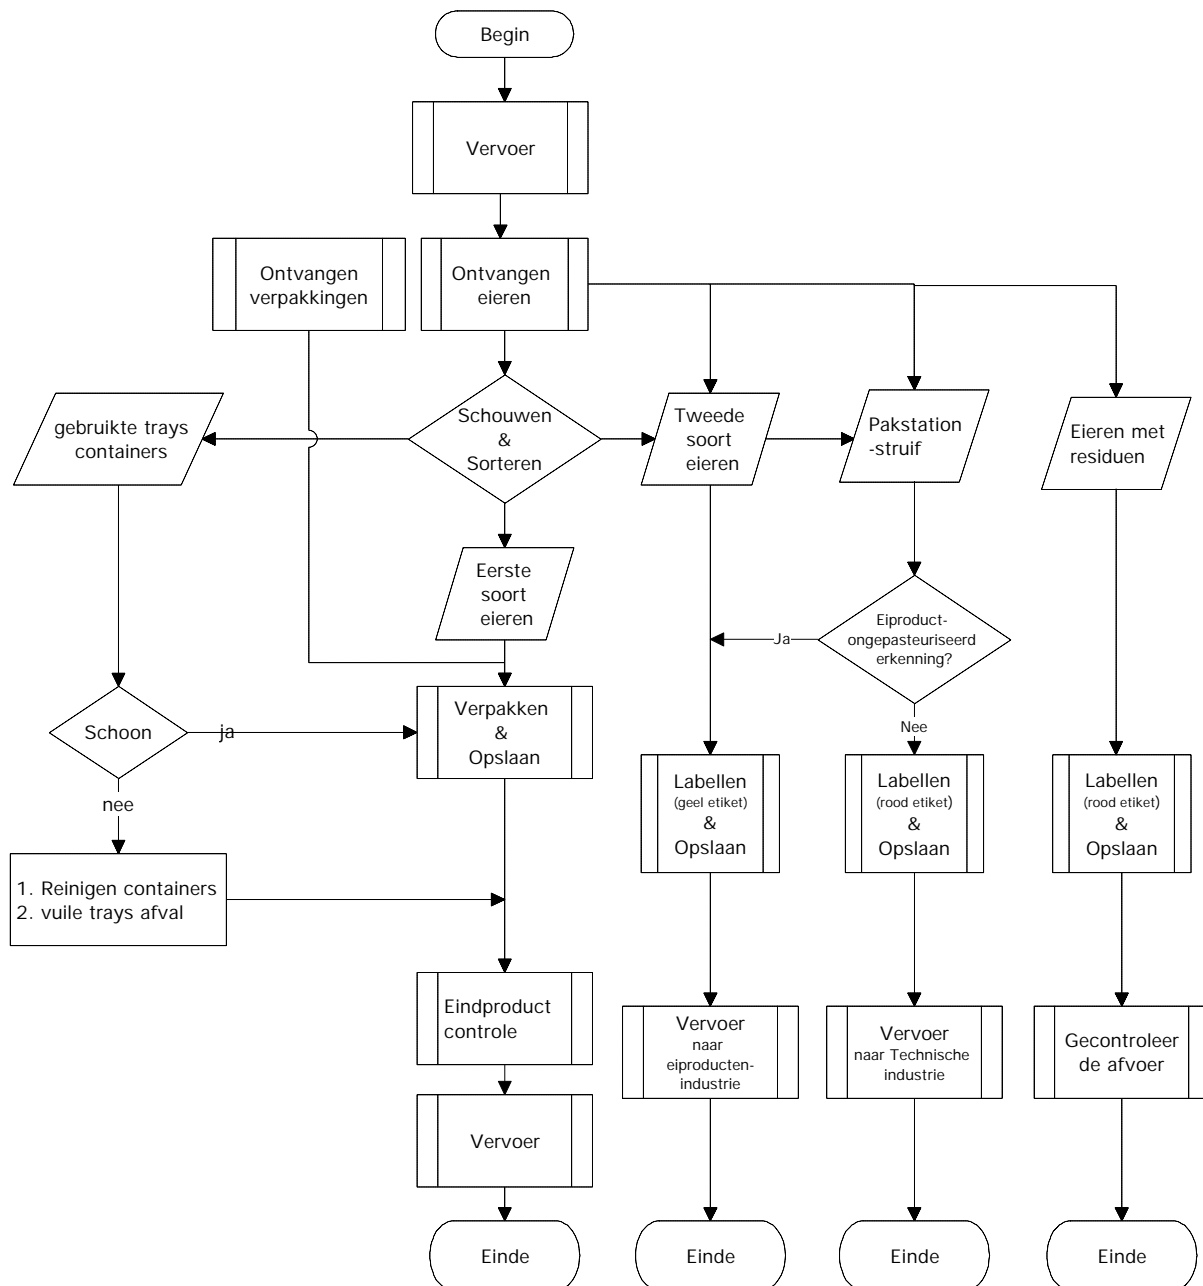 Begin
Vervoer
Ontvangen
verpakkingen
Ontvangen
eieren
gebruikte trays
containers
Schouwen
&
Sorteren
Tweede
soort
eieren
Pakstation
-struif
Eieren met
residuen
Eerste
soort
eieren
Eiproduct-
ongepasteuriseerd
erkenning?
Ja
Nee
Schoon
ja
nee
Verpakken
&
Opslaan
Labellen
(geel etiket)
&
Opslaan
Labellen
(rood etiket)
&
Opslaan
Labellen
(rood etiket)
&
Opslaan
1. Reinigen containers
2. vuile trays afval
Eindproduct
controle
Vervoer
naar
eiproducten-
industrie
Vervoer
naar Technische
industrie
Gecontroleer
de afvoer
Vervoer
Einde
Einde
Einde
Einde